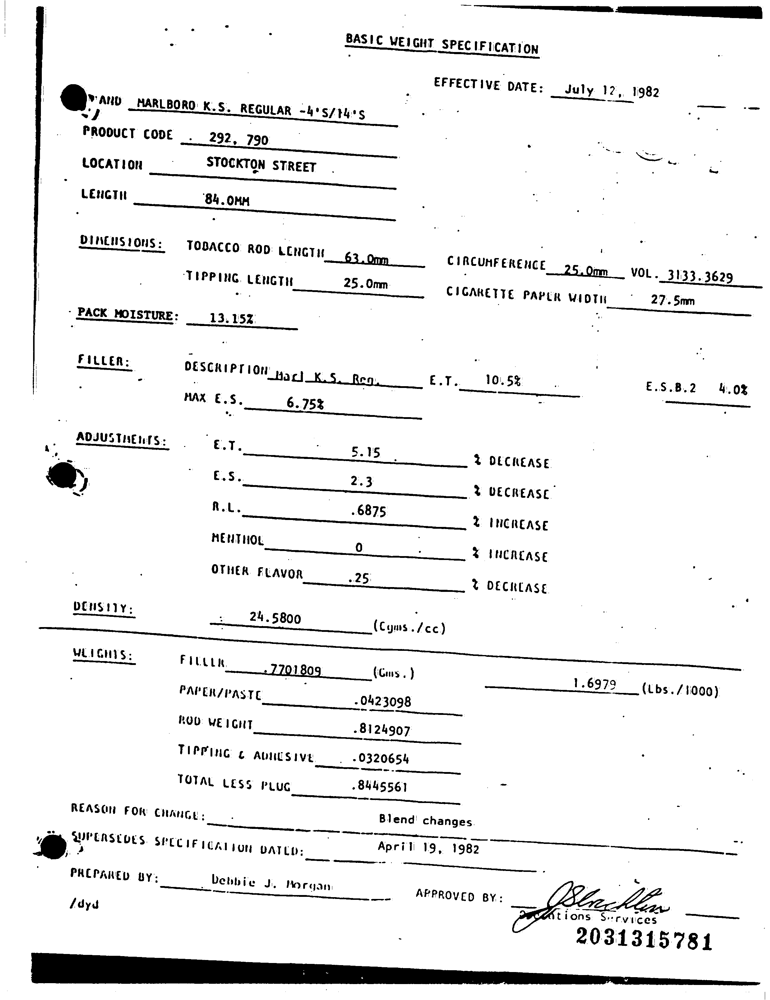 BASIC WEIGHT SPECIFICATION
EFFECTIVE DATE: July 12, 1982
AND MARLBORO K.S. REGULAR -4'S/14'S
PRODUCT CODE 292, 790
LOCATION STOCKTON STREET
LENGTH 84.0MM
DIMENSIONS: TOBACCO ROD LENGTH 63.0mm CIRCUMFERENCE 25.0mm VOL. 3133.3629
TIPPING LENGTH 25.0mm CIGARETTE PAPER WIDTH 27.5mm
PACK MOISTURE: 13.15%
FILLER: DESCRIPTION Marl K.S. Reg. E.T. 10.5% E.S.B.2 4.0%
MAX E.S. 6.75%
ADJUSTMENTS: E.T. 5.15 % DECREASE
E.S. 2.3 % DECREASE
R.L. .6875 % INCREASE
MENTHOL 0 % INCREASE
OTHER FLAVOR .25 % DECREASE
DENSITY: 24.5800 (Cgms./cc)
WEIGHTS: FILLER .7701809 (Gms.) 1.6979 (Lbs./1000)
PAPER/PASTE .0423098
ROD WEIGHT .8124907
TIPPING & ADHESIVE .0320654
TOTAL LESS PLUG .8445561
REASON FOR CHANGE: Blend changes
SUPERSEDES SPECIFICATION DATED: April 19, 1982
PREPARED BY: Debbie J. Morgan APPROVED BY:
/dyd Services
2031315781